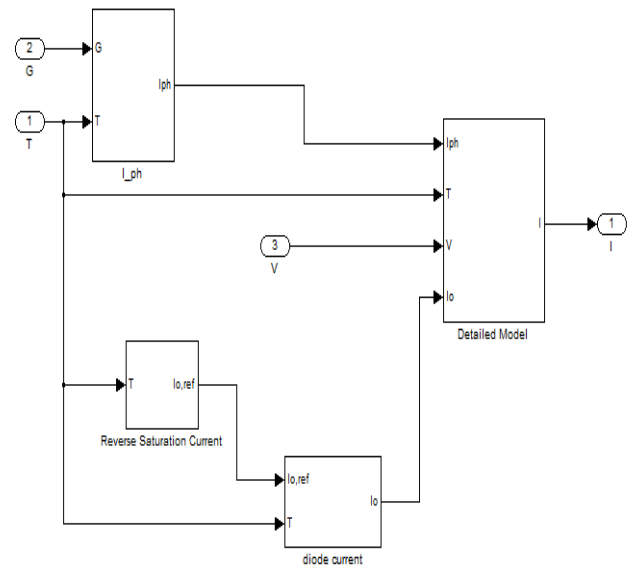 2
G
G
Iph
1
T
T
I_ph
Iph
T
3
V
V
Io
I
1
I
Detailed Model
T
Io,ref
Reverse Saturation Current
Io,ref
T
Io
diode current